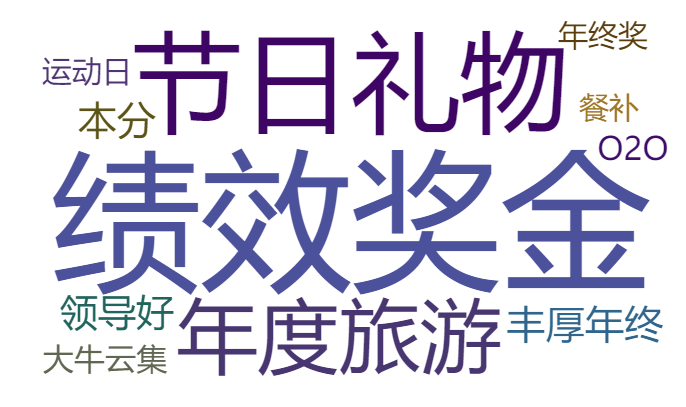 年终奖
节日礼物
运动日
餐补
本分
O2O
绩效奖金
领导好
年度旅游
丰厚年终
大牛云集